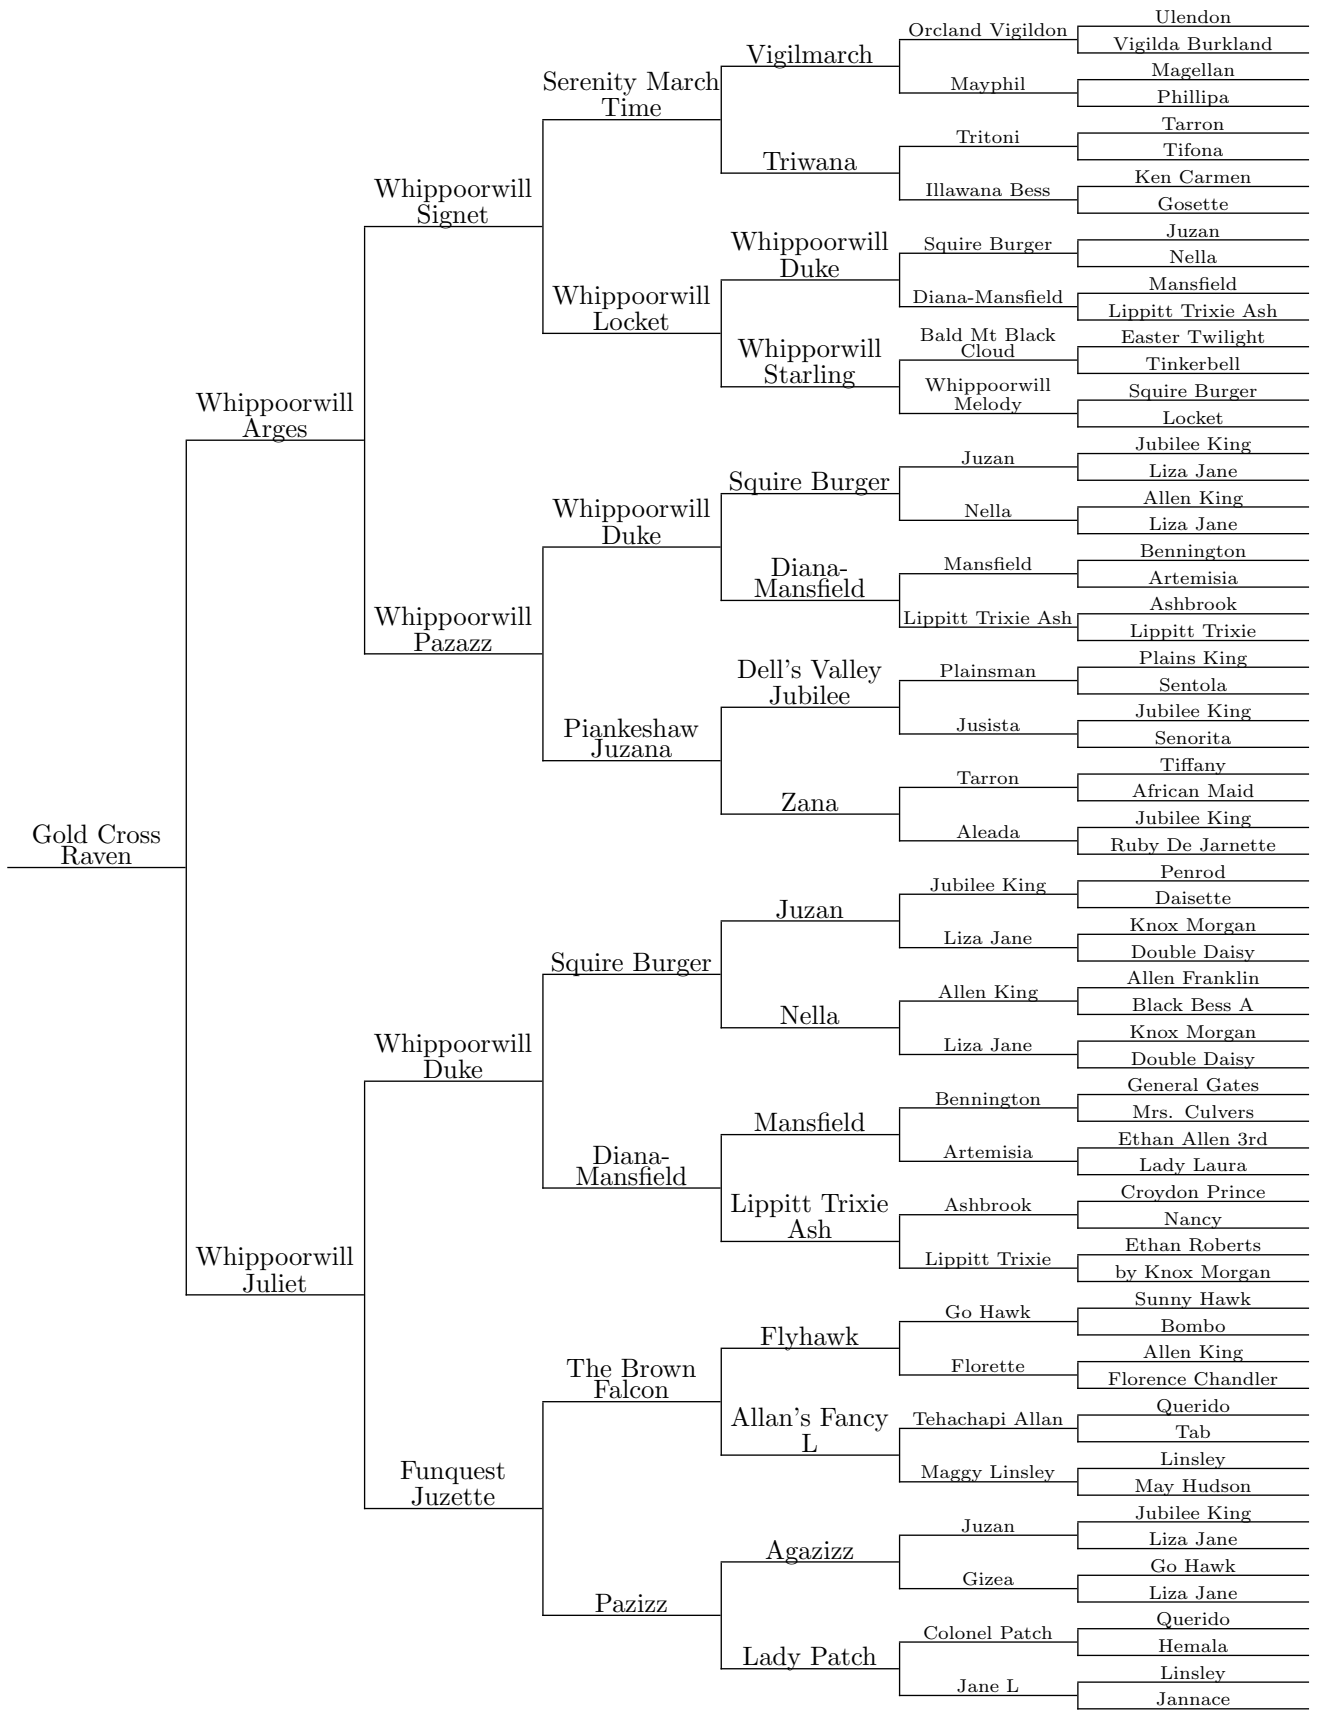 Gold Cross
Raven
Whippoorwill
Arges
Whippoorwill
Juliet
Whippoorwill
Signet
Whippoorwill
Pazazz
Whippoorwill
Duke
Funquest
Juzette
Serenity March
Time
Whippoorwill
Locket
Whippoorwill
Duke
Piankeshaw
Juzana
Squire Burger
Diana-
Mansfield
The Brown
Falcon
Pazizz
Vigilmarch
Triwana
Whippoorwill
Duke
Whipporwill
Starling
Squire Burger
Diana-
Mansfield
Dell's Valley
Jubilee
Zana
Juzan
Nella
Mansfield
Lippitt Trixie
Ash
Flyhawk
Allan's Fancy
L
Agazizz
Lady Patch
Orcland Vigildon
Mayphil
Tritoni
Illawana Bess
Squire Burger
Diana-Mansfield
Bald Mt Black
Cloud
Whippoorwill
Melody
Juzan
Nella
Mansfield
Lippitt Trixie Ash
Plainsman
Jusista
Tarron
Aleada
Jubilee King
Liza Jane
Allen King
Liza Jane
Bennington
Artemisia
Ashbrook
Lippitt Trixie
Go Hawk
Florette
Tehachapi Allan
Maggy Linsley
Juzan
Gizea
Colonel Patch
Jane L
Ulendon
Vigilda Burkland
Magellan
Phillipa
Tarron
Tifona
Ken Carmen
Gosette
Juzan
Nella
Mansfield
Lippitt Trixie Ash
Easter Twilight
Tinkerbell
Squire Burger
Locket
Jubilee King
Liza Jane
Allen King
Liza Jane
Bennington
Artemisia
Ashbrook
Lippitt Trixie
Plains King
Sentola
Jubilee King
Senorita
Tiffany
African Maid
Jubilee King
Ruby De Jarnette
Penrod
Daisette
Knox Morgan
Double Daisy
Allen Franklin
Black Bess A
Knox Morgan
Double Daisy
General Gates
Mrs. Culvers
Ethan Allen 3rd
Lady Laura
Croydon Prince
Nancy
Ethan Roberts
by Knox Morgan
Sunny Hawk
Bombo
Allen King
Florence Chandler
Querido
Tab
Linsley
May Hudson
Jubilee King
Liza Jane
Go Hawk
Liza Jane
Querido
Hemala
Linsley
Jannace